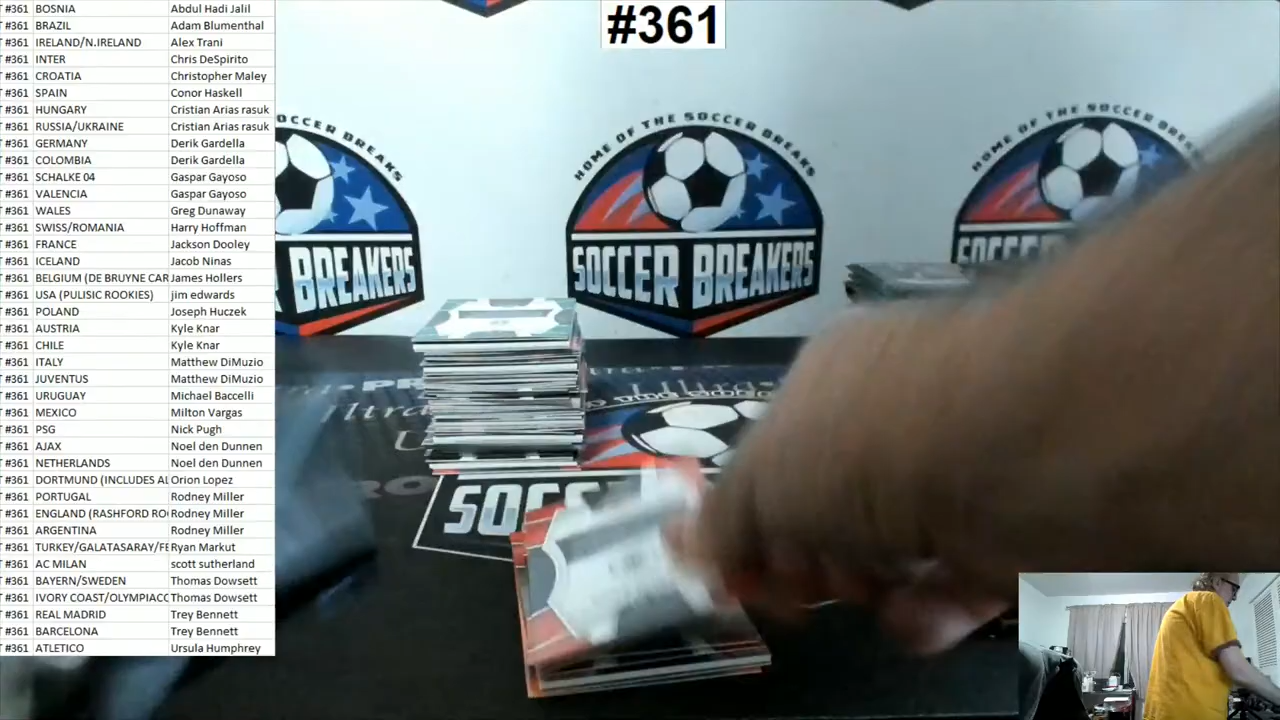 #361
T #361 BOSNIA Abdul Hadi Jalil
T #361 BRAZIL Adam Blumenthal
T #361 IRELAND/N.IRELAND Alex Trani
T #361 INTER Chris DeSpirito
T #361 CROATIA Christopher Maley
T #361 SPAIN Conor Haskell
T #361 HUNGARY Cristian Arias rasuk
T #361 RUSSIA/UKRAINE Cristian Arias rasuk
T #361 GERMANY Derik Gardella
T #361 COLOMBIA Derik Gardella
T #361 SCHALKE 04 Gaspar Gayoso
T #361 VALENCIA Gaspar Gayoso
T #361 WALES Greg Dunaway
T #361 SWISS/ROMANIA Harry Hoffman
T #361 FRANCE Jackson Dooley
T #361 ICELAND Jacob Ninas
T #361 BELGIUM (DE BRUYNE CAR James Hollers
T #361 USA (PULISIC ROOKIES) jim edwards
T #361 POLAND Joseph Huczek
T #361 AUSTRIA Kyle Knar
T #361 CHILE Kyle Knar
T #361 ITALY Matthew DiMuzio
T #361 JUVENTUS Matthew DiMuzio
T #361 URUGUAY Michael Baccelli
T #361 MEXICO Milton Vargas
T #361 PSG Nick Pugh
T #361 AJAX Noel den Dunnen
T #361 NETHERLANDS Noel den Dunnen
T #361 DORTMUND (INCLUDES AL Orion Lopez
T #361 PORTUGAL Rodney Miller
T #361 ENGLAND (RASHFORD RO Rodney Miller
T #361 ARGENTINA Rodney Miller
T #361 TURKEY/GALATASARAY/FE Ryan Markut
T #361 AC MILAN scott sutherland
T #361 BAYERN/SWEDEN Thomas Dowsett
T #361 IVORY COAST/OLYMPIACO Thomas Dowsett
T #361 REAL MADRID Trey Bennett
T #361 BARCELONA Trey Bennett
T #361 ATLETICO Ursula Humphrey
OCCER BREAKS
BREAKERS
HOME OF THE SOCCER BREAKS
SOCCER BREAKERS
HOME OF THE SOCCER BREAKS
SOCCER
SOC